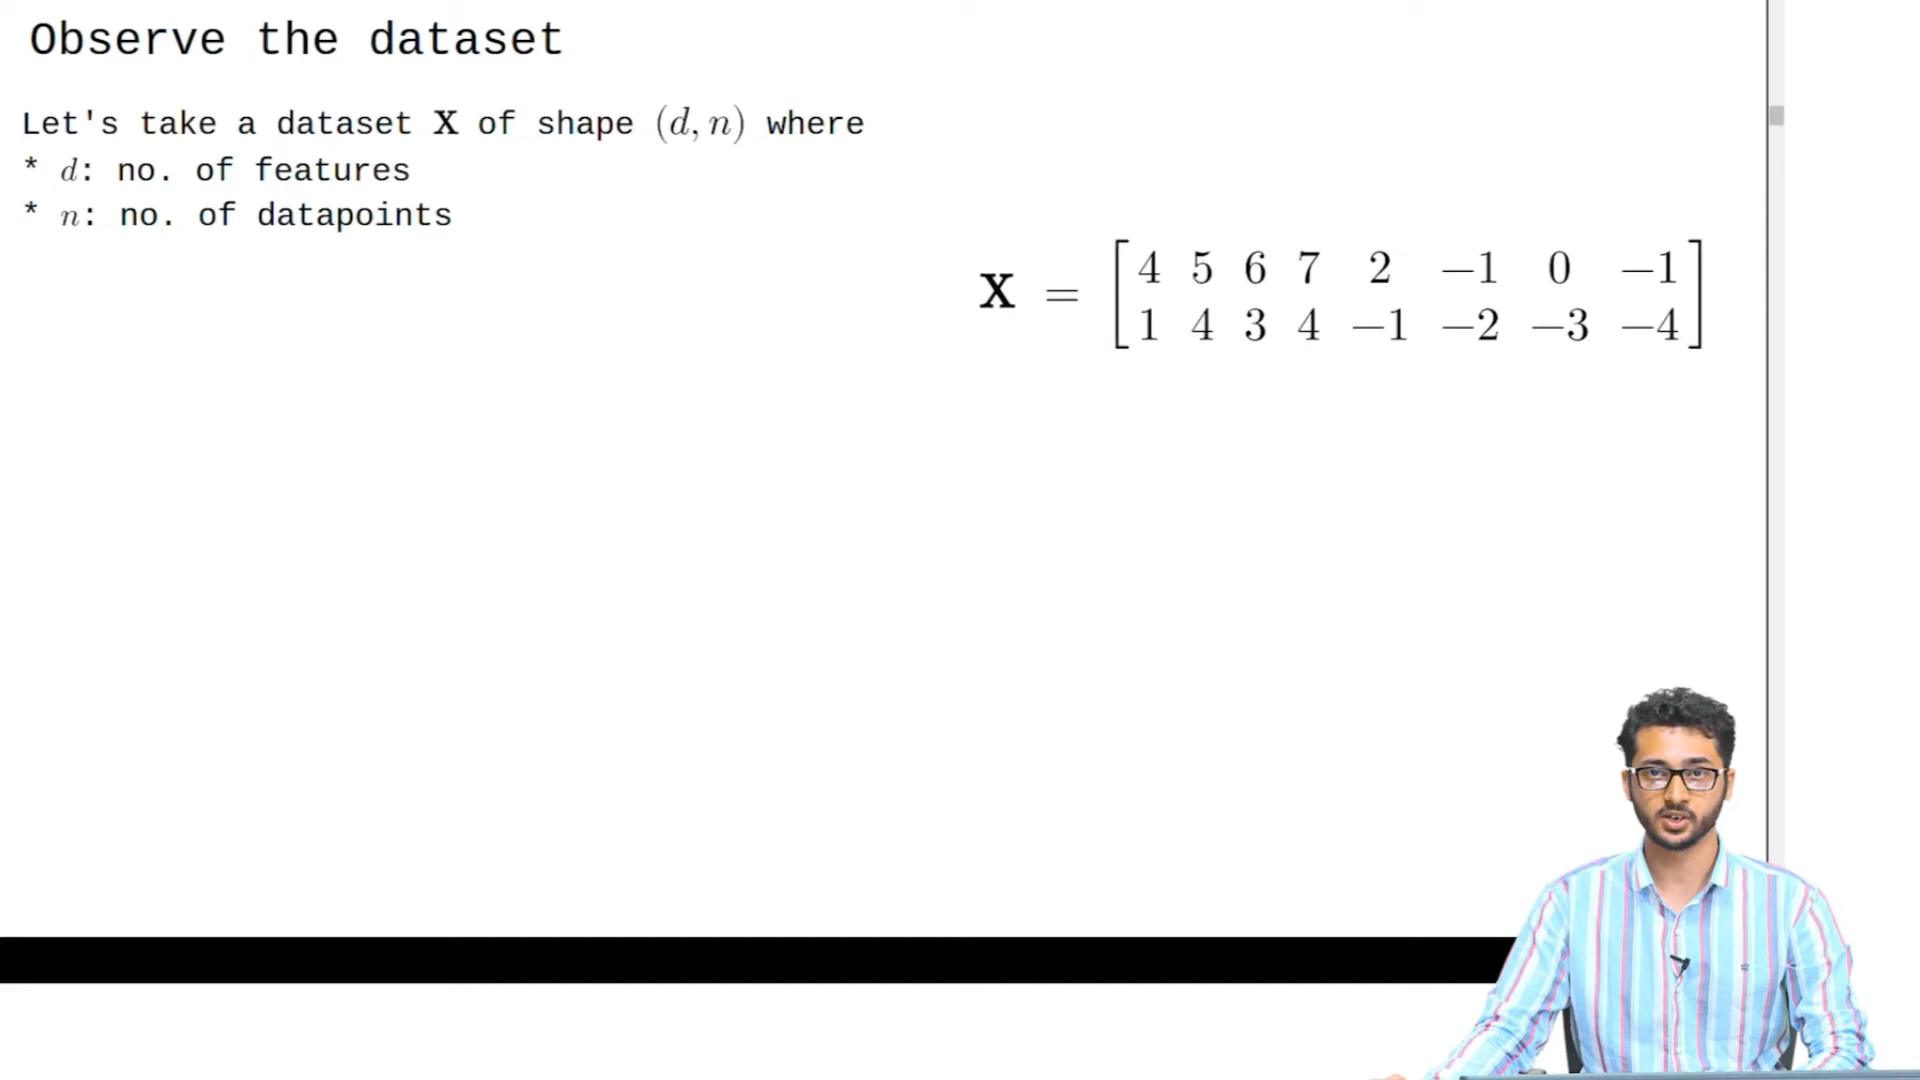 Observe the dataset
Let's take a dataset X of shape (d, n) where
* d: no. of features
* n: no. of datapoints
X = [4 5 6 7 2 −1 0 −1
1 4 3 4 −1 −2 −3 −4]